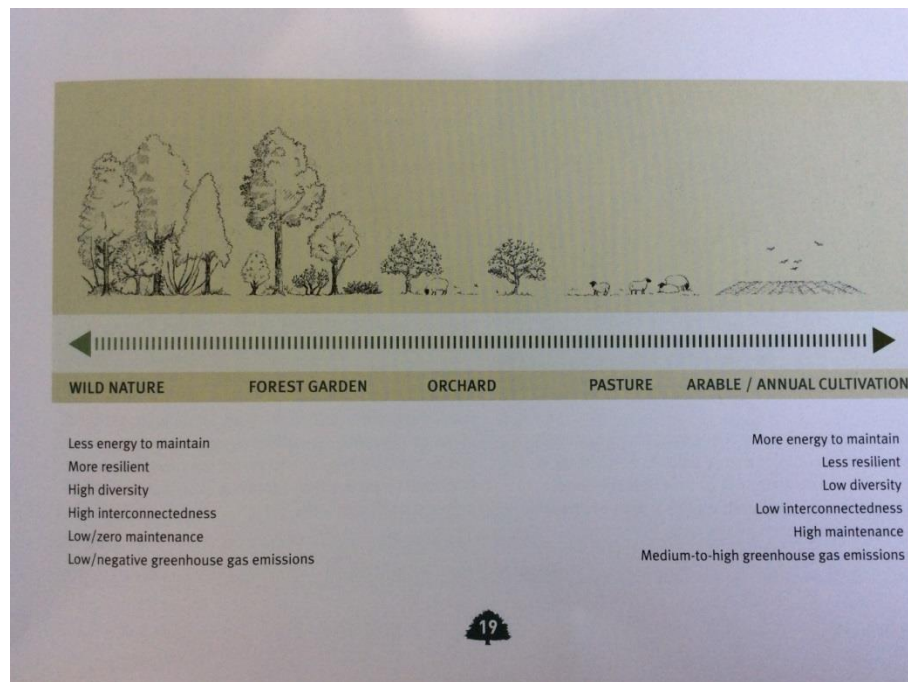 WILD NATURE FOREST GARDEN ORCHARD PASTURE ARABLE / ANNUAL CULTIVATION
Less energy to maintain
More resilient
High diversity
High interconnectedness
Low/zero maintenance
Low/negative greenhouse gas emissions
More energy to maintain
Less resilient
Low diversity
Low interconnectedness
High maintenance
Medium-to-high greenhouse gas emissions
19